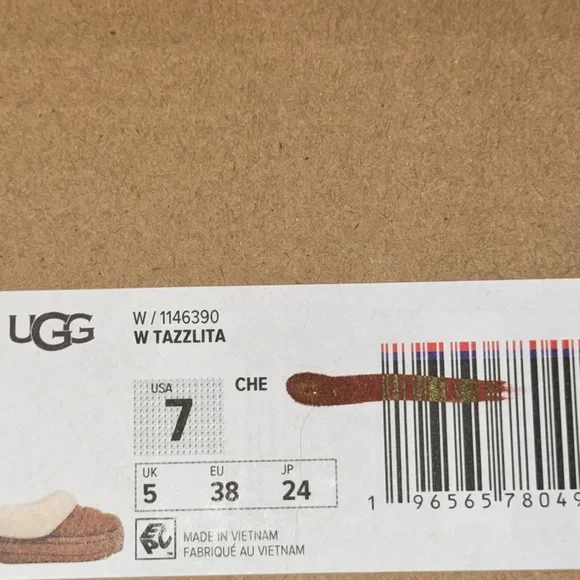 UGG
W / 1146390
W TAZZLITA
USA
7
CHE
UK EU JP
5 38 24
1 96565 78049
MADE IN VIETNAM
FABRIQUÉ AU VIETNAM